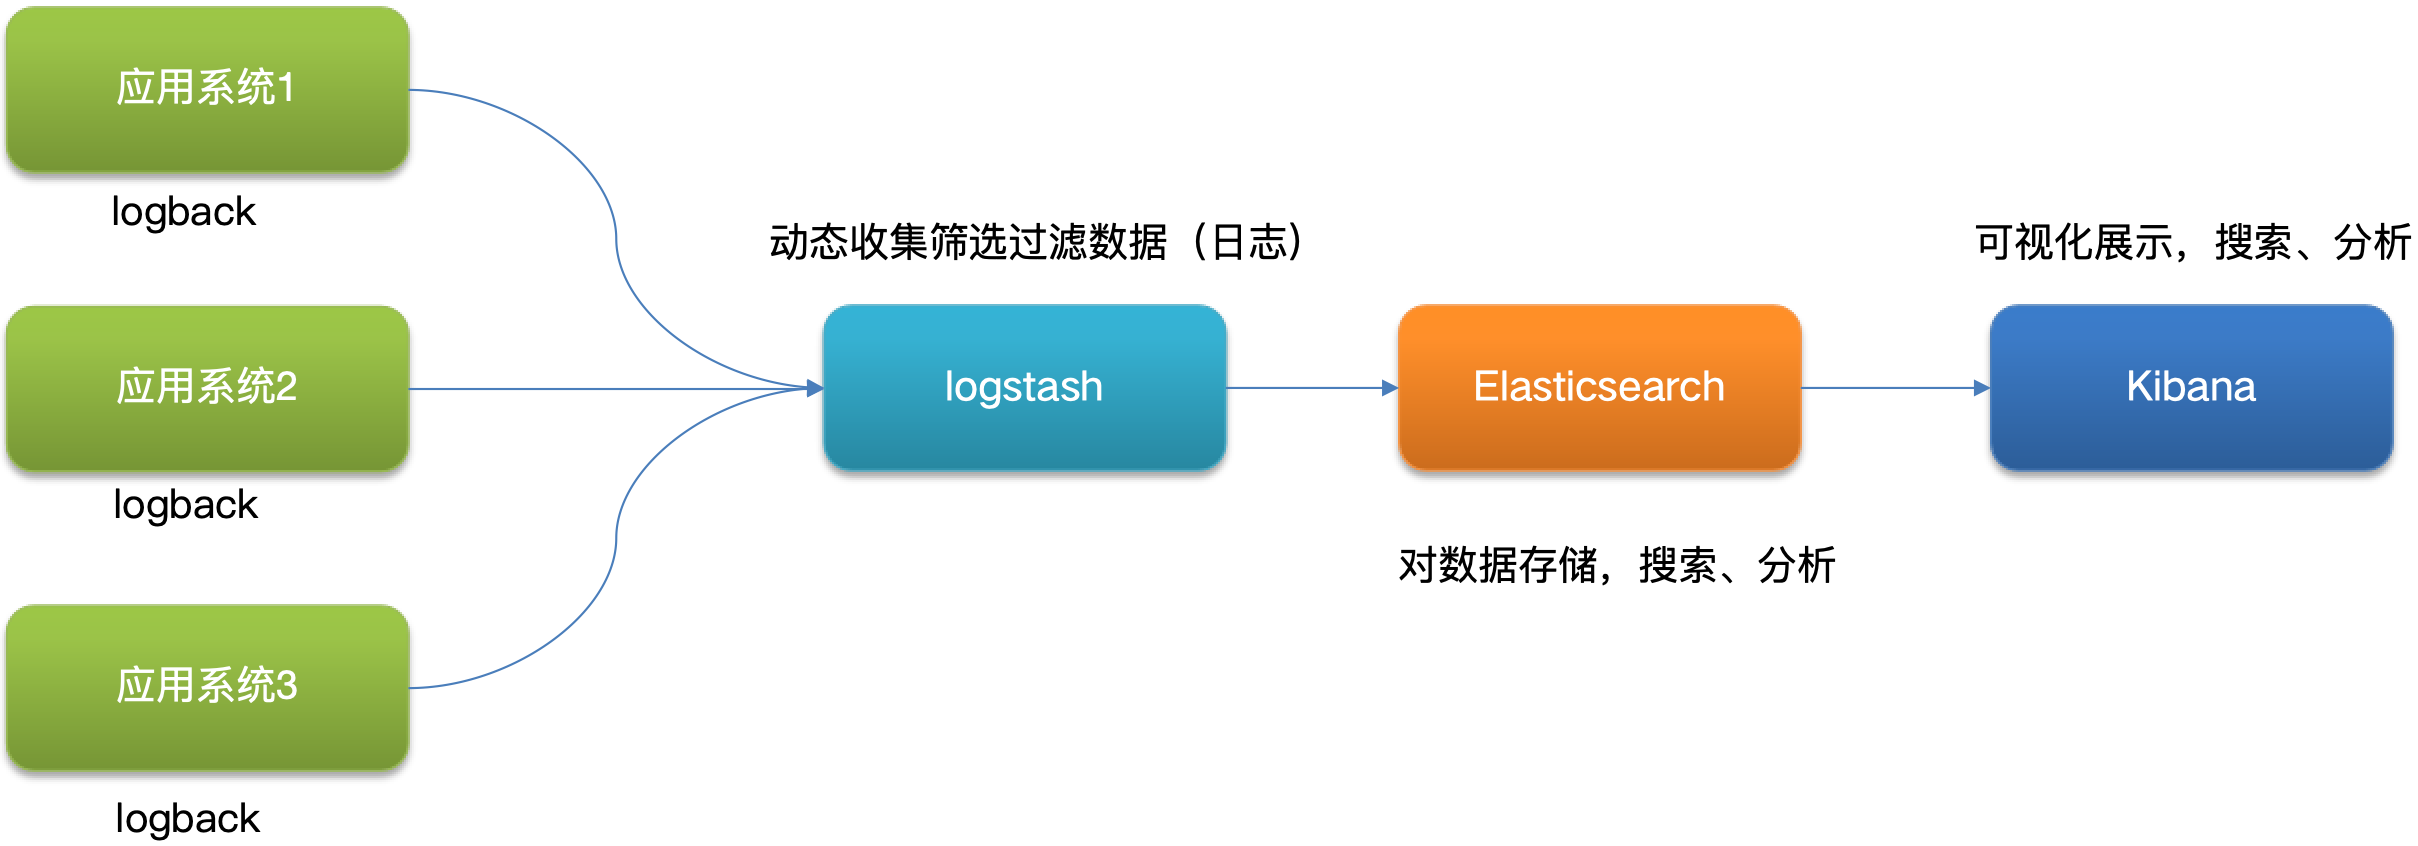 应用系统1
logback
应用系统2
logback
应用系统3
logback
动态收集筛选过滤数据（日志）
logstash
Elasticsearch
对数据存储，搜索、分析
可视化展示，搜索、分析
Kibana